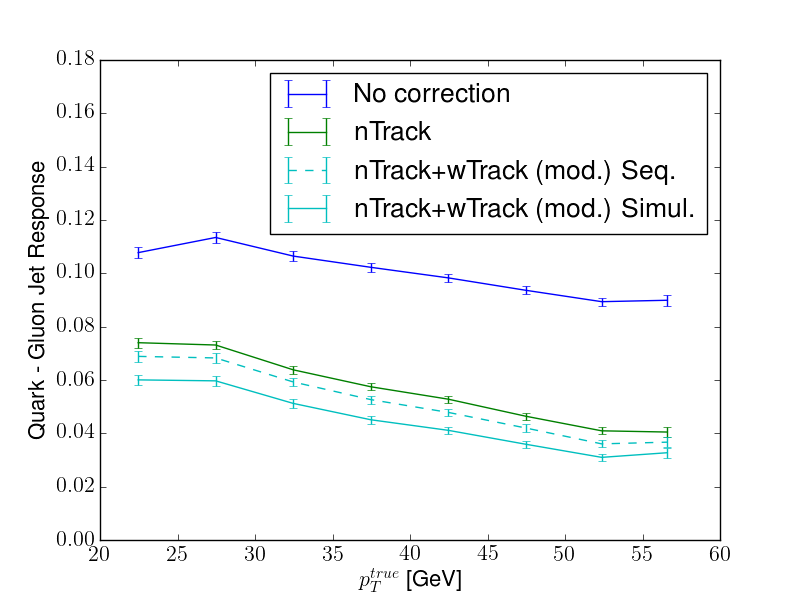 0.18
0.16
0.14
0.12
0.10
0.08
0.06
0.04
0.02
0.00
Quark - Gluon Jet Response
No correction
nTrack
nTrack+wTrack (mod.) Seq.
nTrack+wTrack (mod.) Simul.
20 25 30 35 40 45 50 55 60
p_T^{true} [GeV]